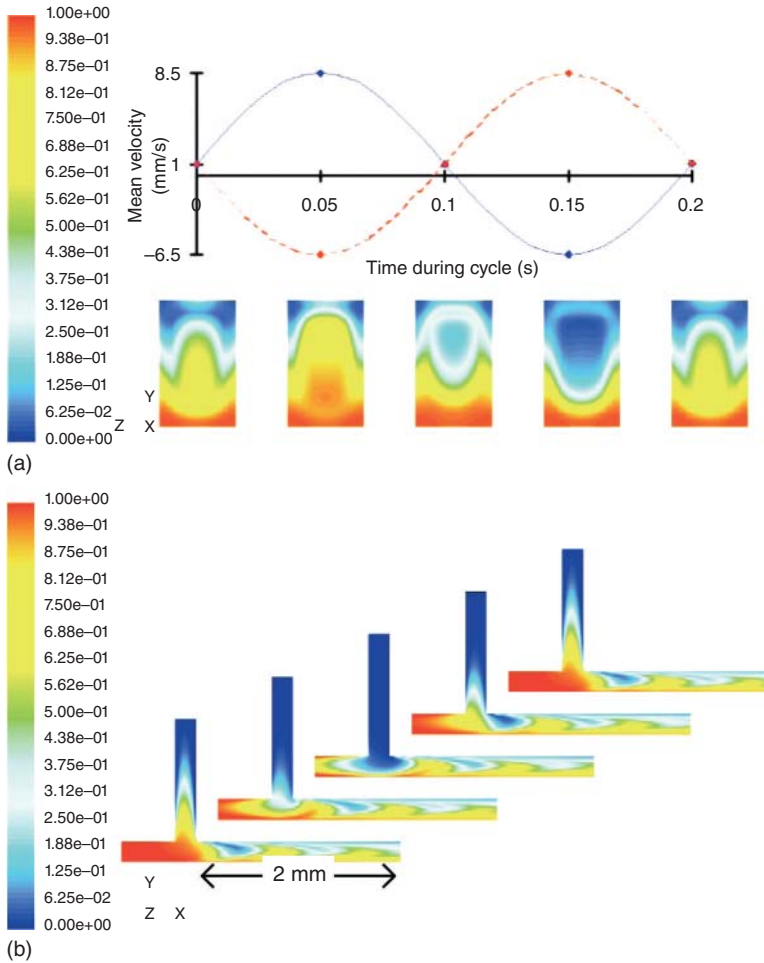 1.00e+00
9.38e–01
8.75e–01
8.12e–01
7.50e–01
6.88e–01
6.25e–01
5.62e–01
5.00e–01
4.38e–01
3.75e–01
3.12e–01
2.50e–01
1.88e–01
1.25e–01
6.25e–02
0.00e+00
Mean velocity
(mm/s)
8.5
1
–6.5
0
0.05
0.1
0.15
0.2
Time during cycle (s)
Y
Z X
(a)
1.00e+00
9.38e–01
8.75e–01
8.12e–01
7.50e–01
6.88e–01
6.25e–01
5.62e–01
5.00e–01
4.38e–01
3.75e–01
3.12e–01
2.50e–01
1.88e–01
1.25e–01
6.25e–02
0.00e+00
2 mm
Y
Z X
(b)